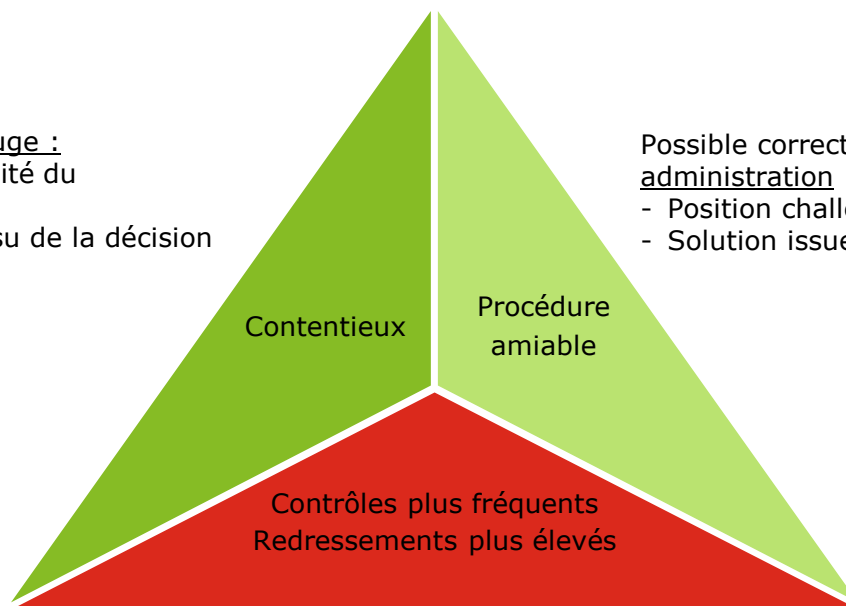 uge :
ité du
su de la décision
Possible correct
administration
- Position challe
- Solution issue
Contentieux
Procédure
amiable
Contrôles plus fréquents
Redressements plus élevés